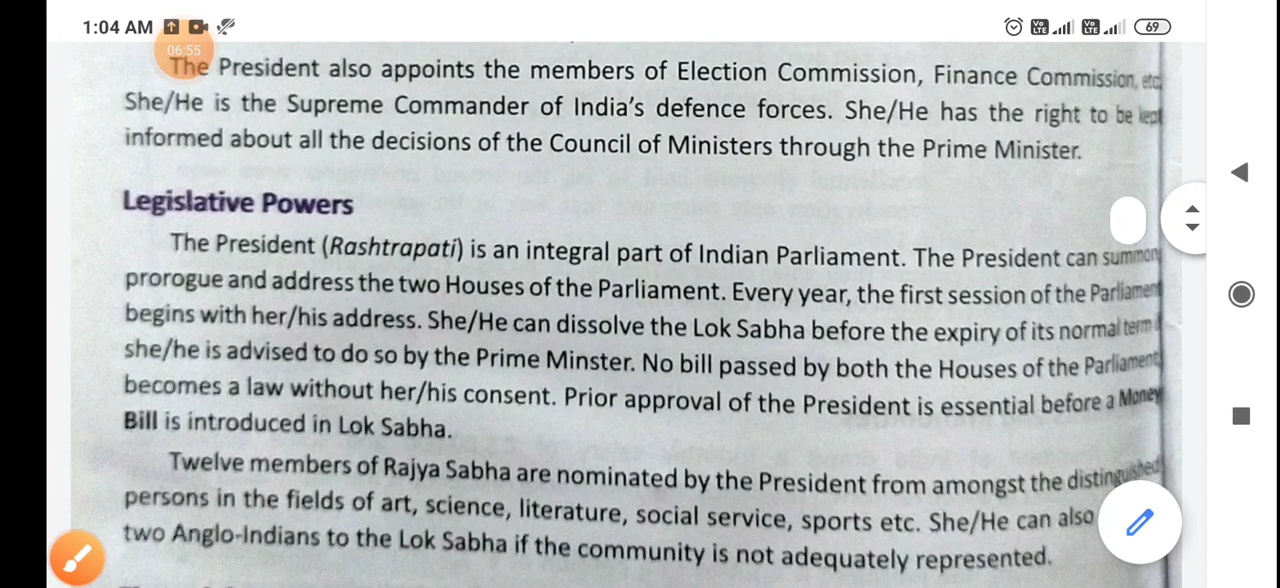 1:04 AM
69
06:55
The President also appoints the members of Election Commission, Finance Commission, etc.
She/He is the Supreme Commander of India's defence forces. She/He has the right to be kept
informed about all the decisions of the Council of Ministers through the Prime Minister.
Legislative Powers
The President (Rashtrapati) is an integral part of Indian Parliament. The President can summon
prorogue and address the two Houses of the Parliament. Every year, the first session of the Parliament
begins with her/his address. She/He can dissolve the Lok Sabha before the expiry of its normal term
she/he is advised to do so by the Prime Minster. No bill passed by both the Houses of the Parliament
becomes a law without her/his consent. Prior approval of the President is essential before a Money
Bill is introduced in Lok Sabha.
Twelve members of Rajya Sabha are nominated by the President from amongst the distinguished
persons in the fields of art, science, literature, social service, sports etc. She/He can also
two Anglo-Indians to the Lok Sabha if the community is not adequately represented.